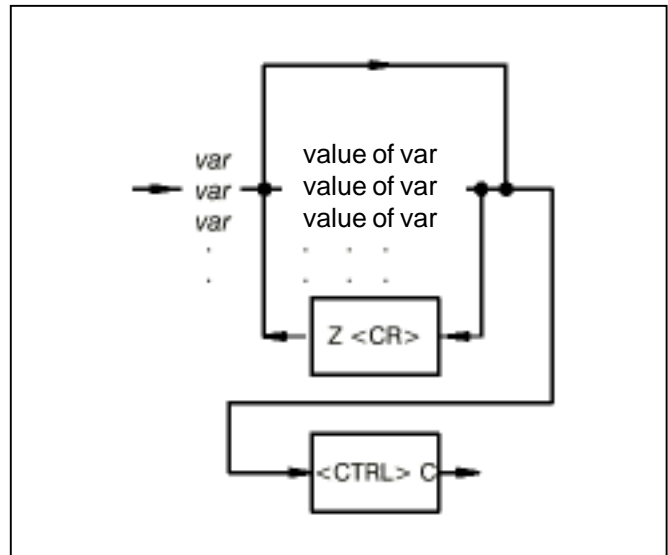 var value of var
var value of var
var value of var
. . . .
. . . .
Z <CR>
<CTRL> C